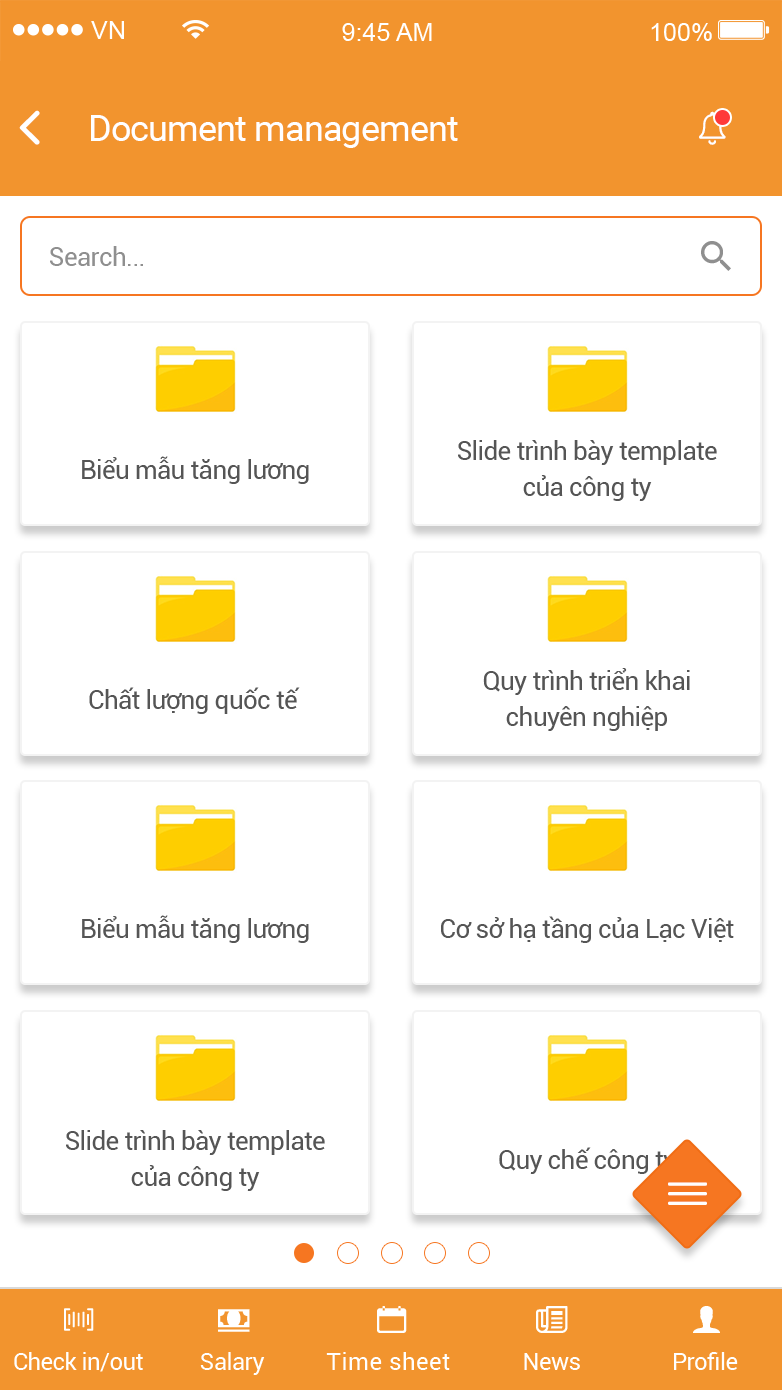 VN
9:45 AM
100%
Document management
Search...
Biểu mẫu tăng lương
Slide trình bày template
của công ty
Chất lượng quốc tế
Quy trình triển khai
chuyên nghiệp
Biểu mẫu tăng lương
Cơ sở hạ tầng của Lạc Việt
Slide trình bày template
của công ty
Quy chế công
Check in/out
Salary
Time sheet
News
Profile